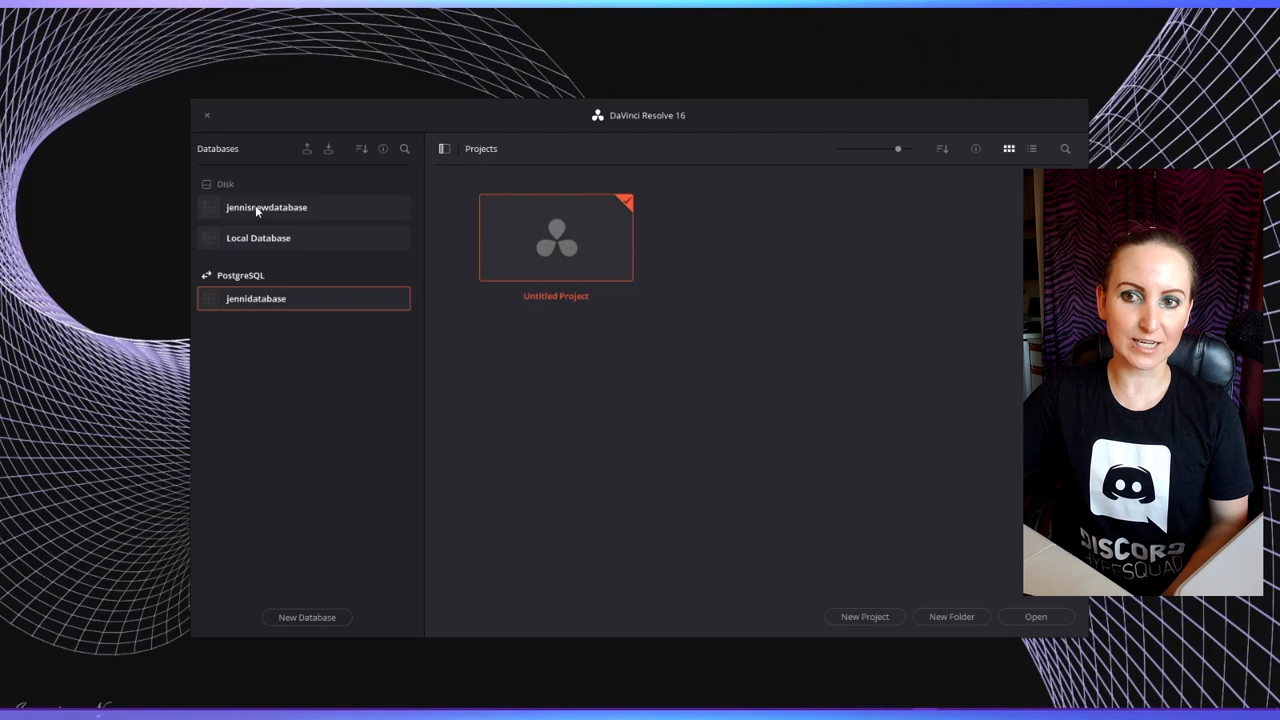 DaVinci Resolve 16
Databases
Projects
Disk
jennisnewdatabase
Local Database
PostgreSQL
jennidatabase
Untitled Project
DISCORD
HYPESQUAD
New Database
New Project
New Folder
Open